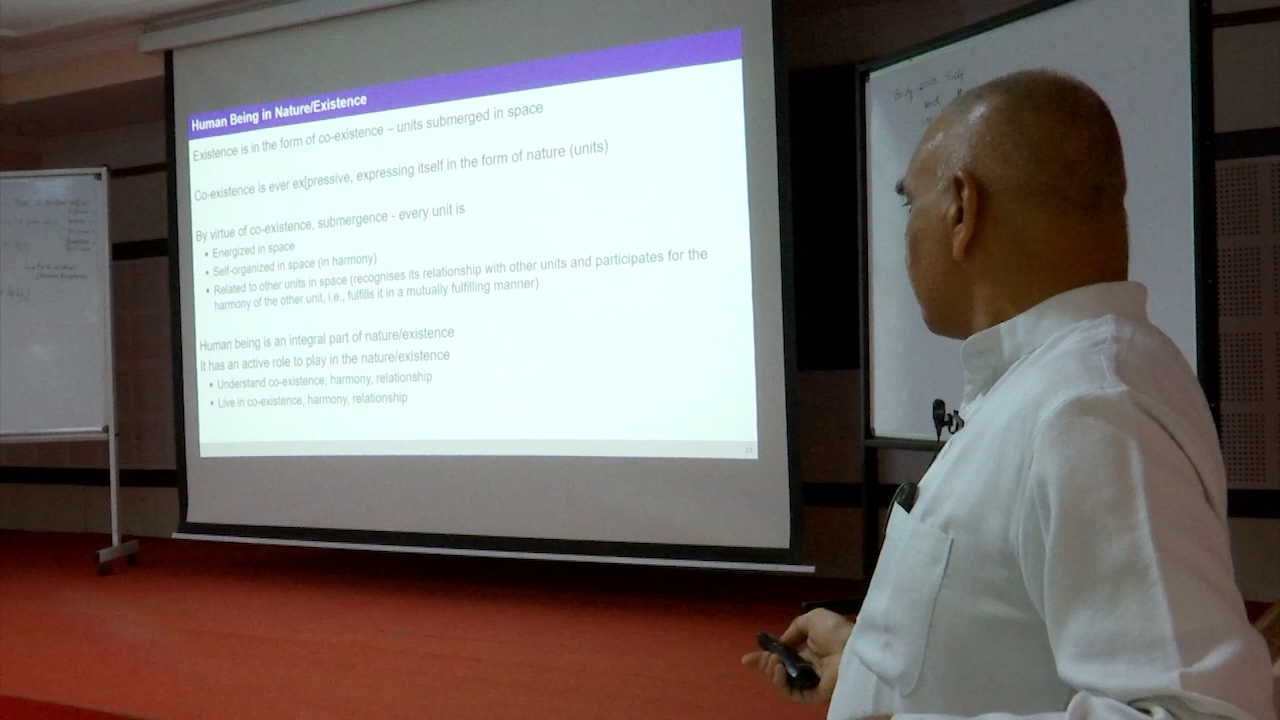 Human Being in Nature/Existence
Existence is in the form of co-existence – units submerged in space
Co-existence is ever ex[pressive, expressing itself in the form of nature (units)
By virtue of co-existence, submergence - every unit is
• Energized in space
• Self-organized in space (in harmony)
• Related to other units in space (recognises its relationship with other units and participates for the
harmony of the other unit, i.e., fulfills it in a mutually fulfilling manner)
Human being is an integral part of nature/existence
It has an active role to play in the nature/existence
• Understand co-existence, harmony, relationship
• Live in co-existence, harmony, relationship
Body ⇌ Self